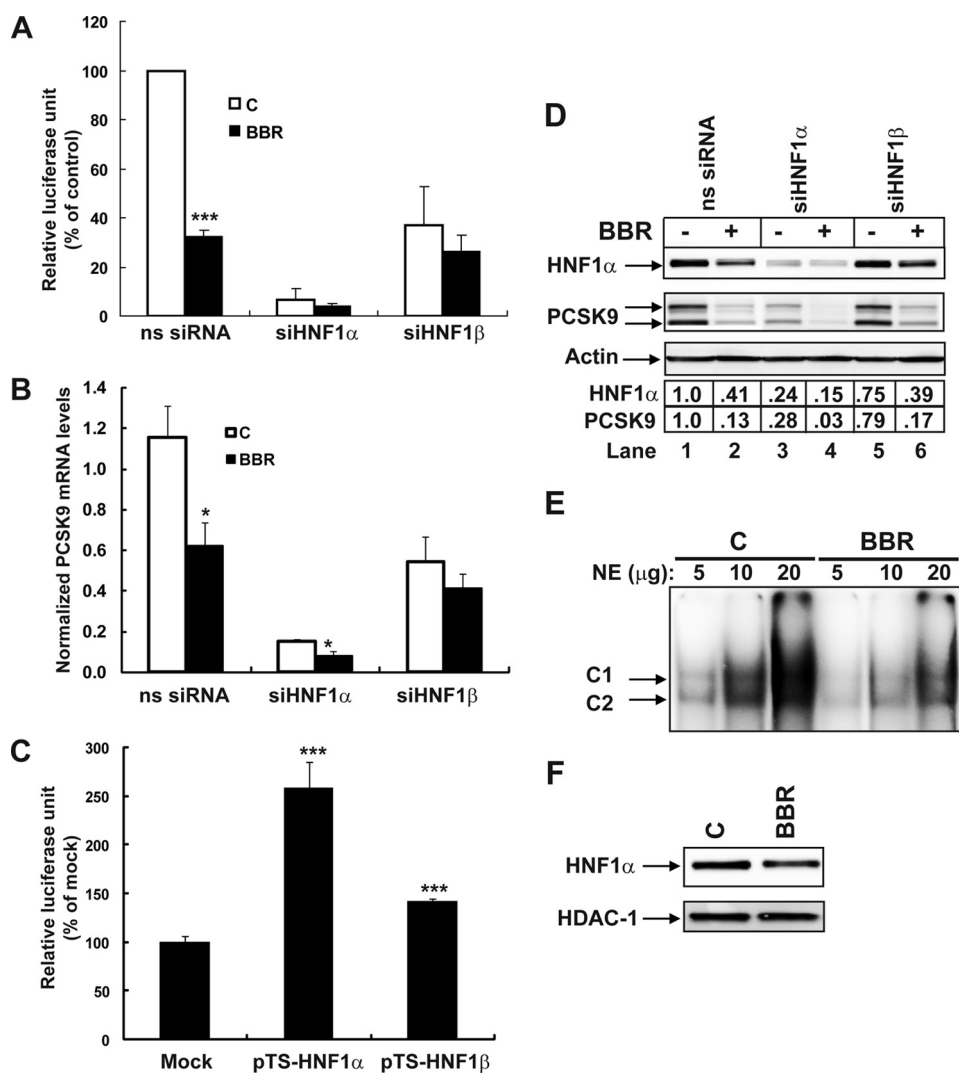 A
Relative luciferase unit
(% of control)
120
100
80
60
40
20
0
C
BBR
***
ns siRNA
siHNF1α
siHNF1β
B
Normalized PCSK9 mRNA levels
1.4
1.2
1.0
0.8
0.6
0.4
0.2
0.0
C
BBR
*
*
ns siRNA
siHNF1α
siHNF1β
C
Relative luciferase unit
(% of mock)
300
250
200
150
100
50
0
***
***
Mock
pTS-HNF1α
pTS-HNF1β
D
ns siRNA
siHNF1α
siHNF1β
BBR - + - + - +
HNF1α
PCSK9
Actin
HNF1α 1.0 .41 .24 .15 .75 .39
PCSK9 1.0 .13 .28 .03 .79 .17
Lane 1 2 3 4 5 6
E
C BBR
NE (μg): 5 10 20 5 10 20
C1
C2
F
C
BBR
HNF1α
HDAC-1